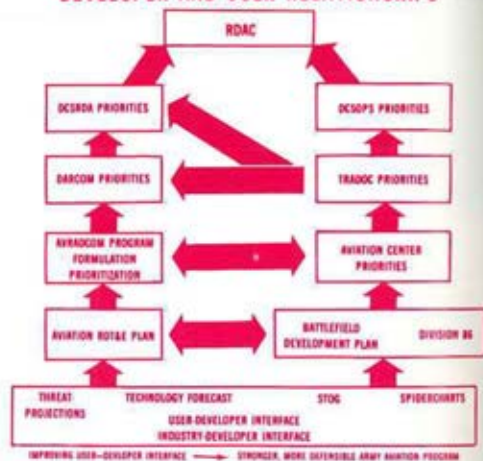 DEVELOPER AND USER RELATIONSHIPS
RDAC
DCSRDA PRIORITIES
DCSOPS PRIORITIES
DARCOM PRIORITIES
TRADOC PRIORITIES
AVRADCOM PROGRAM
FORMULATION
PRIORITIZATION
AVIATION CENTER
PRIORITIES
AVIATION RDT&E PLAN
BATTLEFIELD
DEVELOPMENT PLAN
DIVISION 86
THREAT
PROJECTIONS
TECHNOLOGY FORECAST
STOG
SPIDERCHARTS
USER-DEVELOPER INTERFACE
INDUSTRY-DEVELOPER INTERFACE
IMPROVING USER-DEVLOPER INTERFACE → STRONGER, MORE DEFENSIBLE ARMY AVIATION PROGRAM